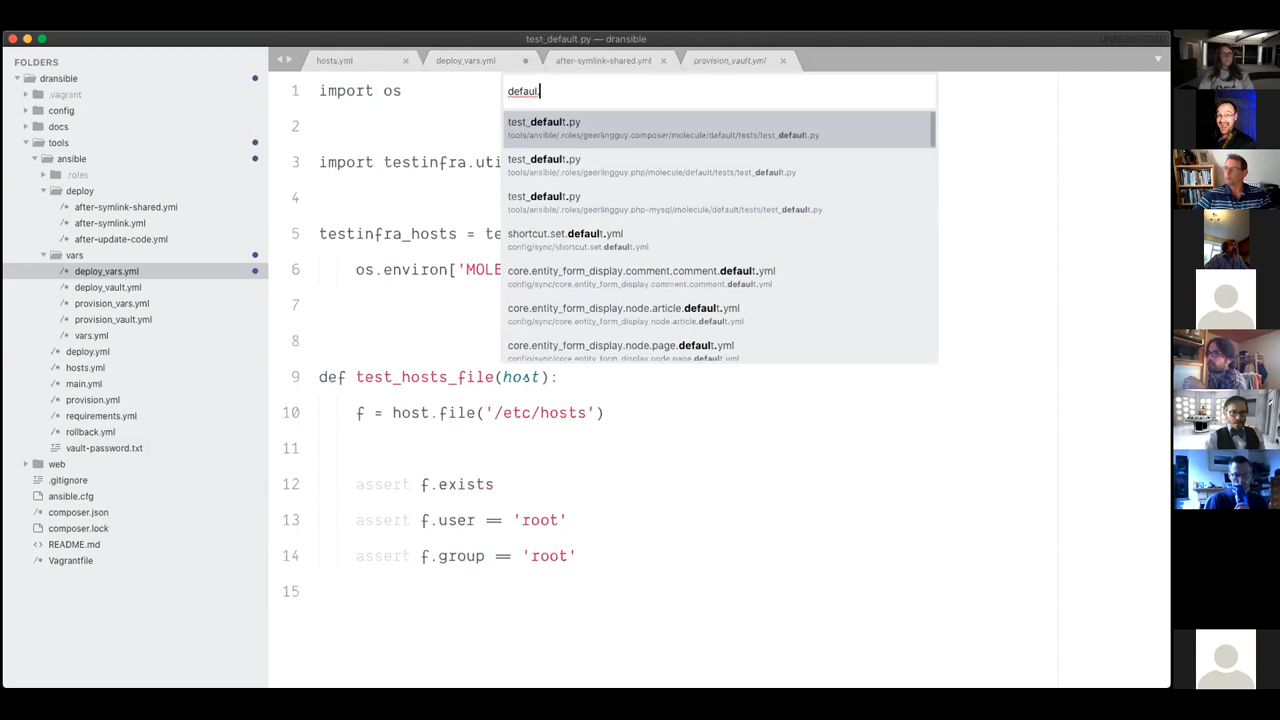 test_default.py — dransible
UNREGISTERED
FOLDERS
dransible
.vagrant
config
docs
tools
ansible
.roles
deploy
after-symlink-shared.yml
after-symlink.yml
after-update-code.yml
vars
deploy_vars.yml
deploy_vault.yml
provision_vars.yml
provision_vault.yml
vars.yml
deploy.yml
hosts.yml
main.yml
provision.yml
requirements.yml
rollback.yml
vault-password.txt
web
.gitignore
ansible.cfg
composer.json
composer.lock
README.md
Vagrantfile
hosts.yml
deploy_vars.yml
after-symlink-shared.yml
provision_vault.yml
defaul.
test_default.py
tools/ansible/.roles/geerlingguy.composer/molecule/default/tests/test_default.py
test_default.py
tools/ansible/.roles/geerlingguy.php/molecule/default/tests/test_default.py
test_default.py
tools/ansible/.roles/geerlingguy.php-mysql/molecule/default/tests/test_default.py
shortcut.set.default.yml
config/sync/shortcut.set.default.yml
core.entity_form_display.comment.comment.default.yml
config/sync/core.entity_form_display.comment.comment.default.yml
core.entity_form_display.node.article.default.yml
config/sync/core.entity_form_display.node.article.default.yml
core.entity_form_display.node.page.default.yml
config/sync/core.entity_form_display.node.page.default.yml
1 import os
2
3 import testinfra.uti
4
5 testinfra_hosts = te
6 os.environ['MOLE
7
8
9 def test_hosts_file(host):
10 f = host.file('/etc/hosts')
11
12 assert f.exists
13 assert f.user == 'root'
14 assert f.group == 'root'
15